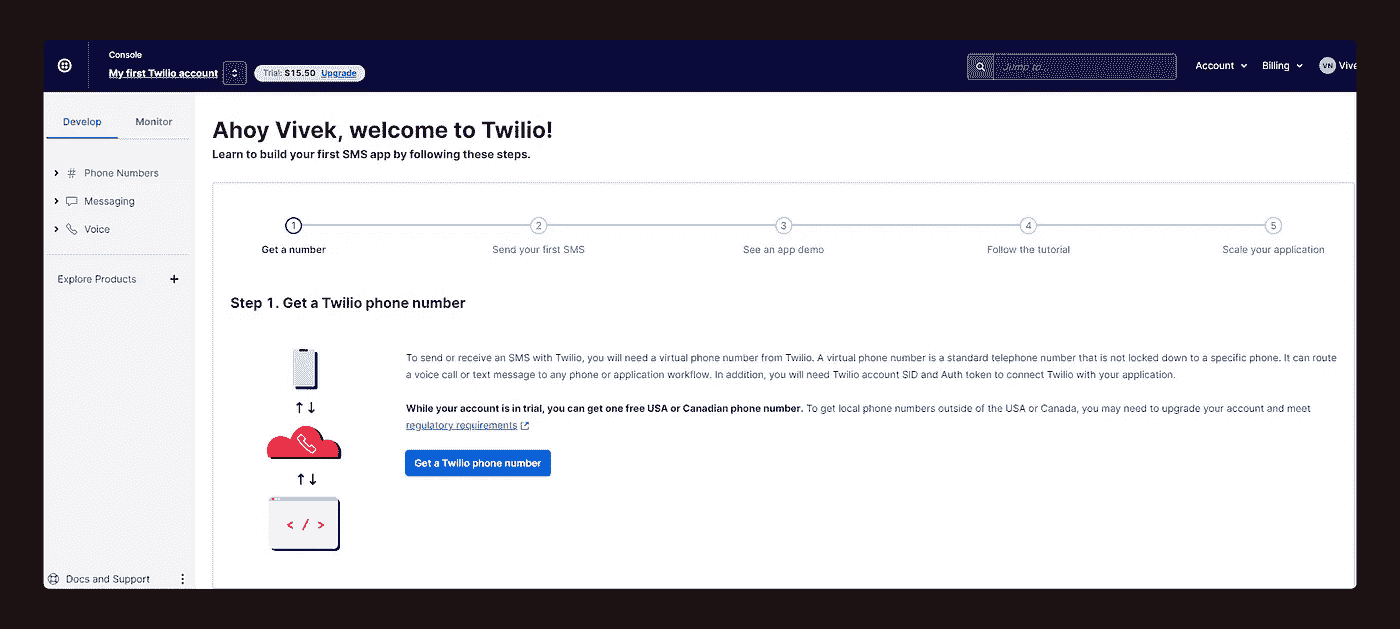 Console
My first Twilio account
Trial: $15.50 Upgrade
Jump to...
Account
Billing
VN Vive
Develop
Monitor
# Phone Numbers
Messaging
Voice
Explore Products +
Docs and Support
Ahoy Vivek, welcome to Twilio!
Learn to build your first SMS app by following these steps.
1
2
3
4
5
Get a number
Send your first SMS
See an app demo
Follow the tutorial
Scale your application
Step 1. Get a Twilio phone number
To send or receive an SMS with Twilio, you will need a virtual phone number from Twilio. A virtual phone number is a standard telephone number that is not locked down to a specific phone. It can route
a voice call or text message to any phone or application workflow. In addition, you will need Twilio account SID and Auth token to connect Twilio with your application.
While your account is in trial, you can get one free USA or Canadian phone number. To get local phone numbers outside of the USA or Canada, you may need to upgrade your account and meet
regulatory requirements
Get a Twilio phone number
< / >